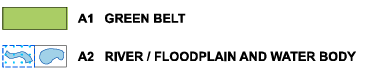 A1 GREEN BELT
A2 RIVER / FLOODPLAIN AND WATER BODY